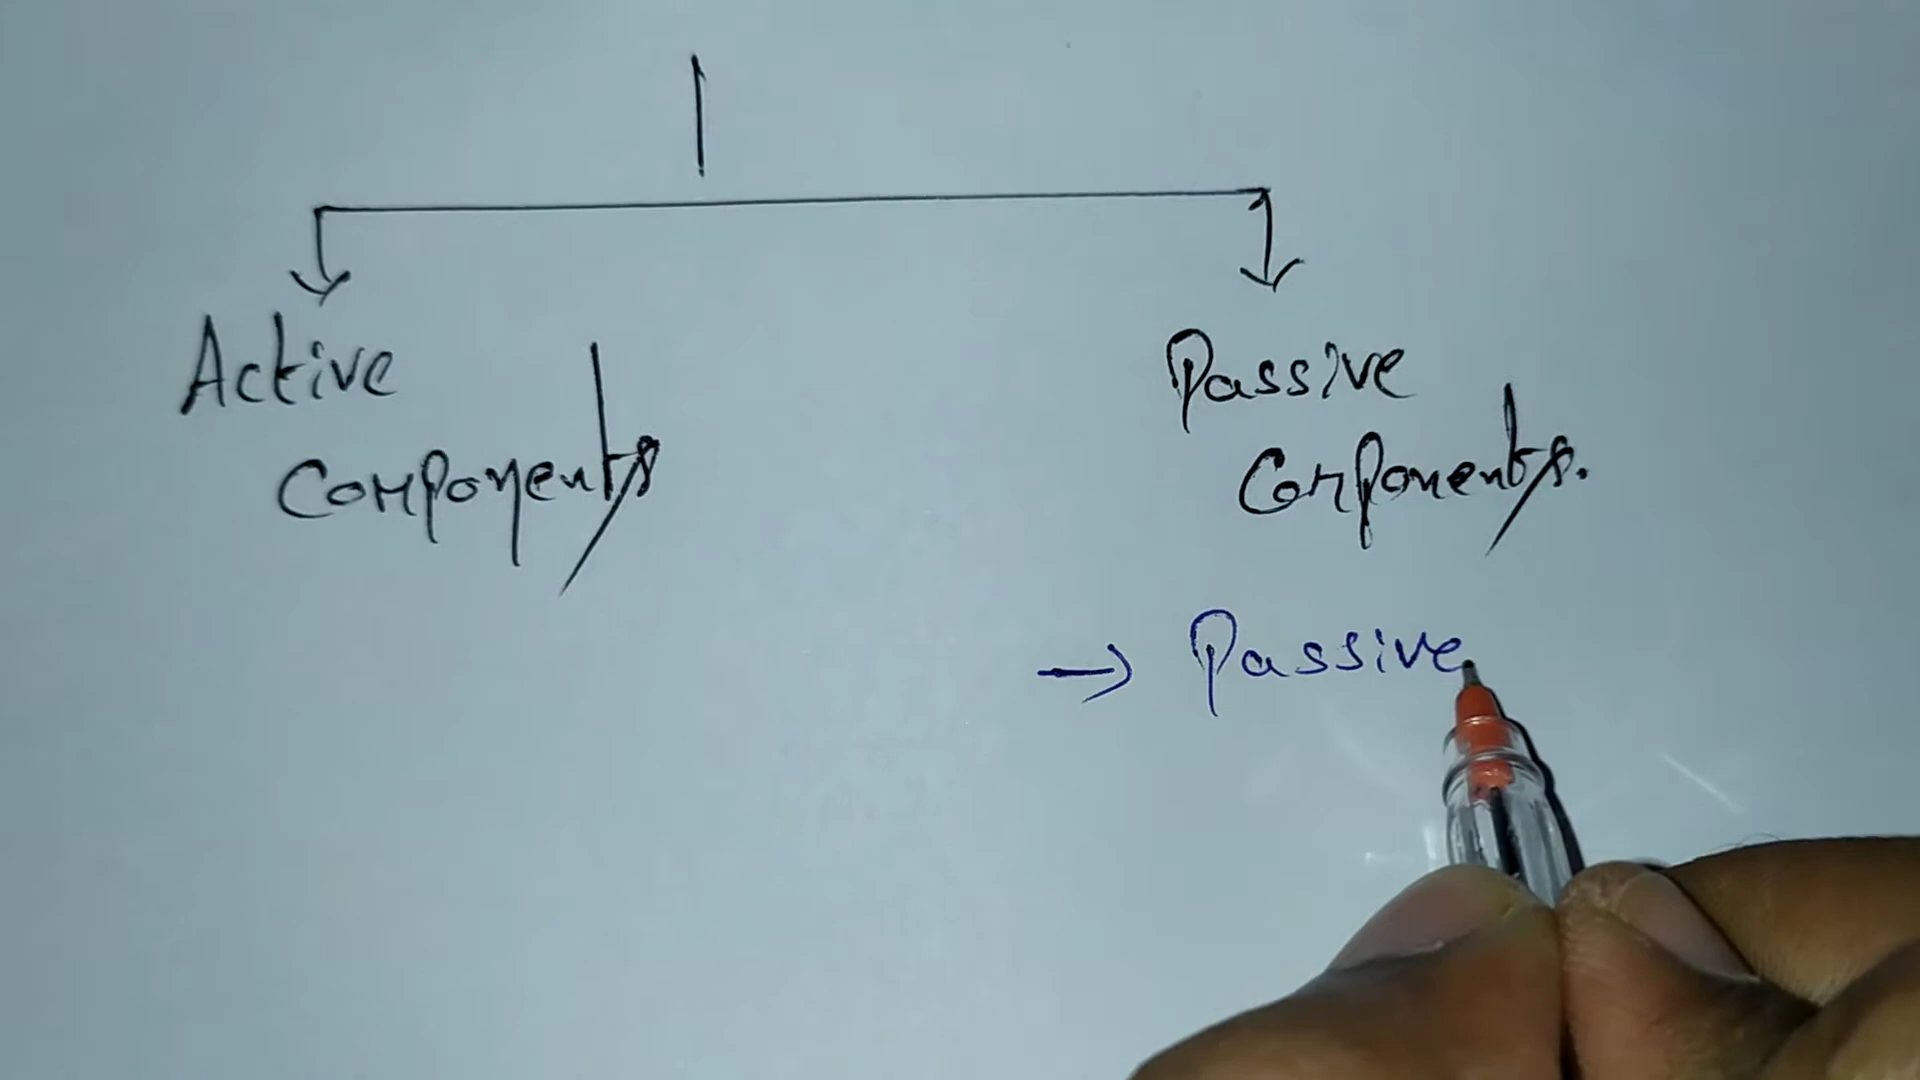 Active
Components
Passive
Components.
→ Passive